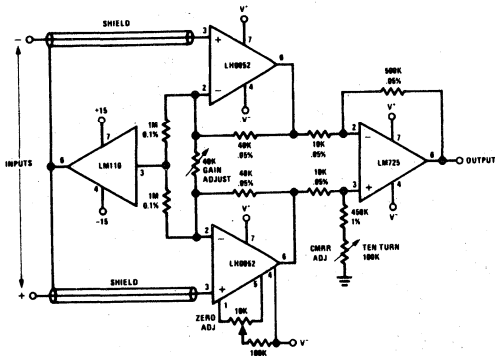 SHIELD
V+
−
3
+
7
LH0052
6
2
−
4
V−
500K
.05%
+15
7
1M
0.1%
40K
.05%
10K
.05%
V+
2
−
7
INPUTS
6
LM110
3
40K
GAIN
ADJUST
LM725
6
OUTPUT
4
−15
1M
0.1%
40K
.05%
10K
.05%
3
+
4
V−
V+
450K
1%
2
−
7
LH0052
6
CMRR
ADJ
TEN TURN
100K
SHIELD
+
3
+
1
5
4
ZERO
ADJ
10K
100K
V−